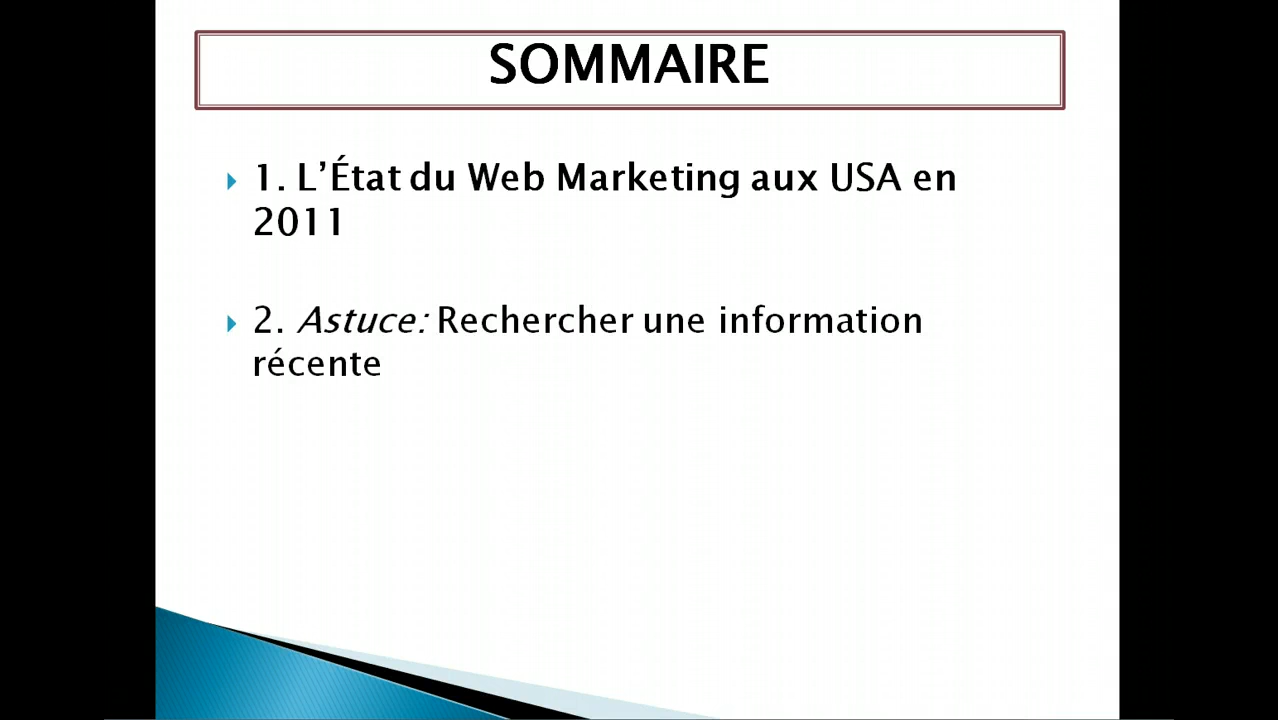 SOMMAIRE
1. L’État du Web Marketing aux USA en
2011
2. Astuce: Rechercher une information
récente